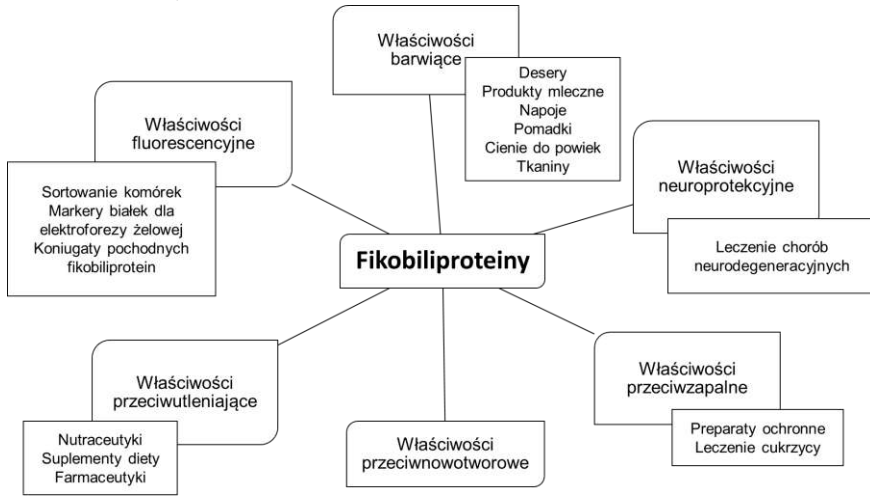 Właściwości
barwiące
Desery
Produkty mleczne
Napoje
Pomadki
Cienie do powiek
Tkaniny
Właściwości
fluorescencyjne
Sortowanie komórek
Markery białek dla
elektroforezy żelowej
Koniugaty pochodnych
fikobiliprotein
Właściwości
neuroprotekcyjne
Leczenie chorób
neurodegeneracyjnych
Fikobiliproteiny
Właściwości
przeciwutleniające
Nutraceutyki
Suplementy diety
Farmaceutyki
Właściwości
przeciwnowotworowe
Właściwości
przeciwzapalne
Preparaty ochronne
Leczenie cukrzycy